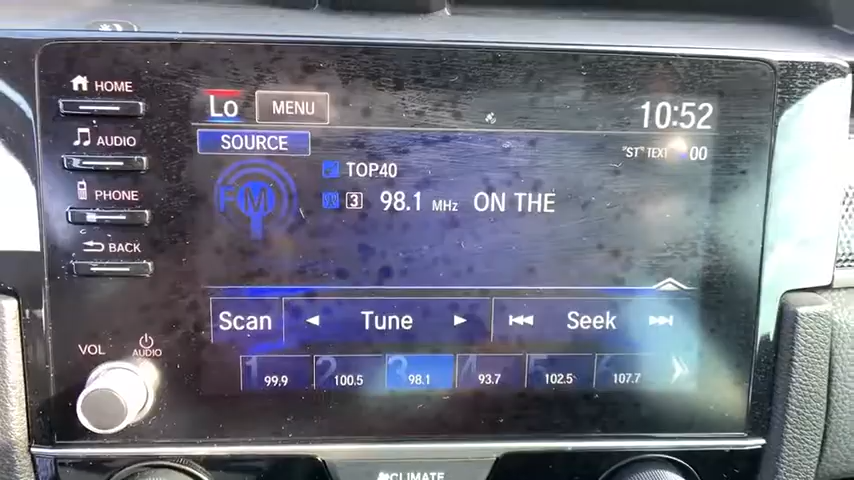 HOME
Lo
MENU
10:52
AUDIO
SOURCE
"ST" TEXT
00
FM
TOP40
PHONE
3 98.1 MHz ON THE
BACK
Scan
Tune
Seek
VOL
AUDIO
1 99.9
2 100.5
3 98.1
4 93.7
5 102.5
6 107.7
CLIMATE